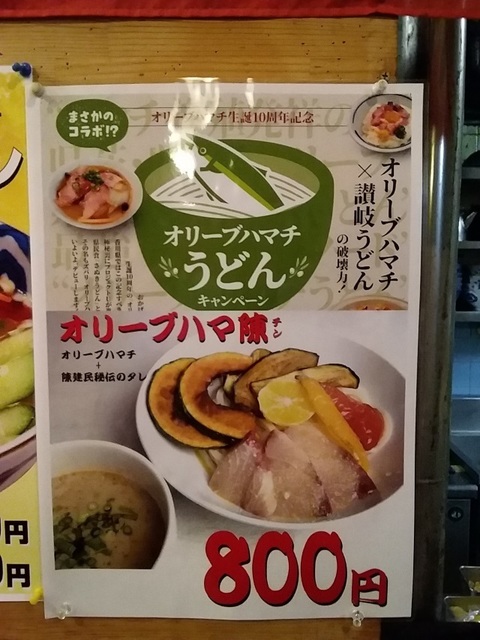 まさかの
コラボ!?
オリーブハマチ生誕10周年記念
オリーブハマチ
×讃岐うどん
の破壊力!
オリーブハマチ
うどん
キャンペーン
オリーブハマ陳
チン
オリーブハマチ
+
陳建民秘伝のタレ
800円
円
円